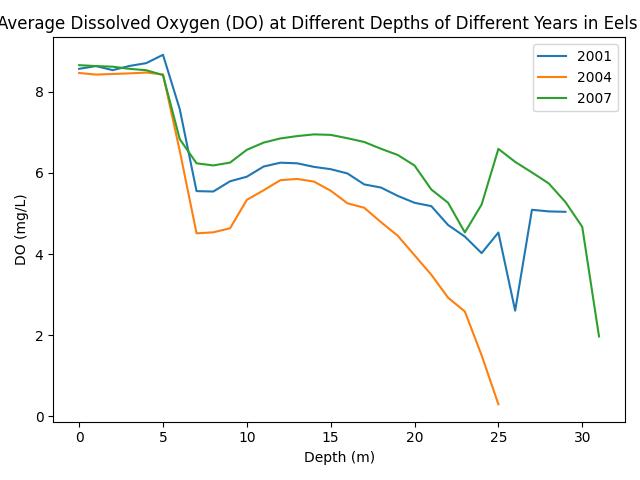 Average Dissolved Oxygen (DO) at Different Depths of Different Years in Eels
2001
2004
2007
DO (mg/L)
8
6
4
2
0
0 5 10 15 20 25 30
Depth (m)